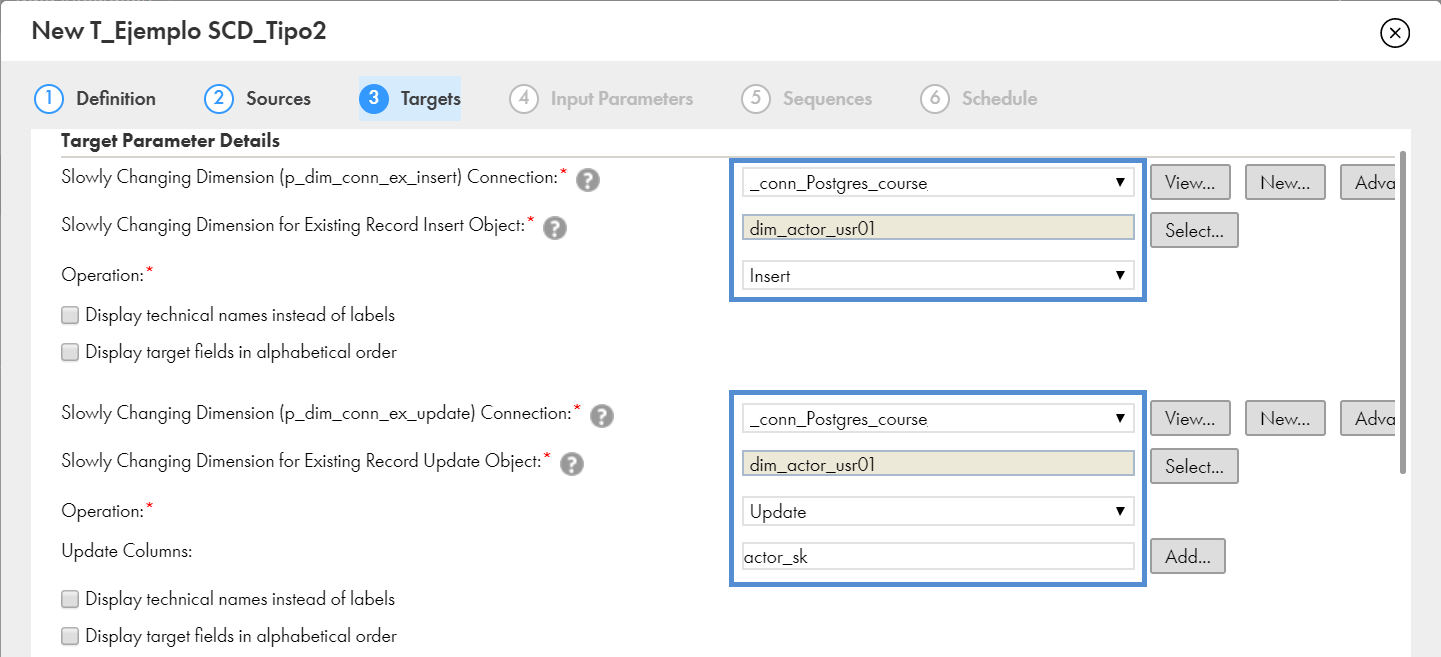 New T_Ejemplo SCD_Tipo2
1 Definition 2 Sources 3 Targets 4 Input Parameters 5 Sequences 6 Schedule
Target Parameter Details
Slowly Changing Dimension (p_dim_conn_ex_insert) Connection:* ? _conn_Postgres_course View... New... Adva
Slowly Changing Dimension for Existing Record Insert Object:* ? dim_actor_usr01 Select...
Operation:* Insert
Display technical names instead of labels
Display target fields in alphabetical order
Slowly Changing Dimension (p_dim_conn_ex_update) Connection:* ? _conn_Postgres_course View... New... Adva
Slowly Changing Dimension for Existing Record Update Object:* ? dim_actor_usr01 Select...
Operation:* Update
Update Columns: actor_sk Add...
Display technical names instead of labels
Display target fields in alphabetical order